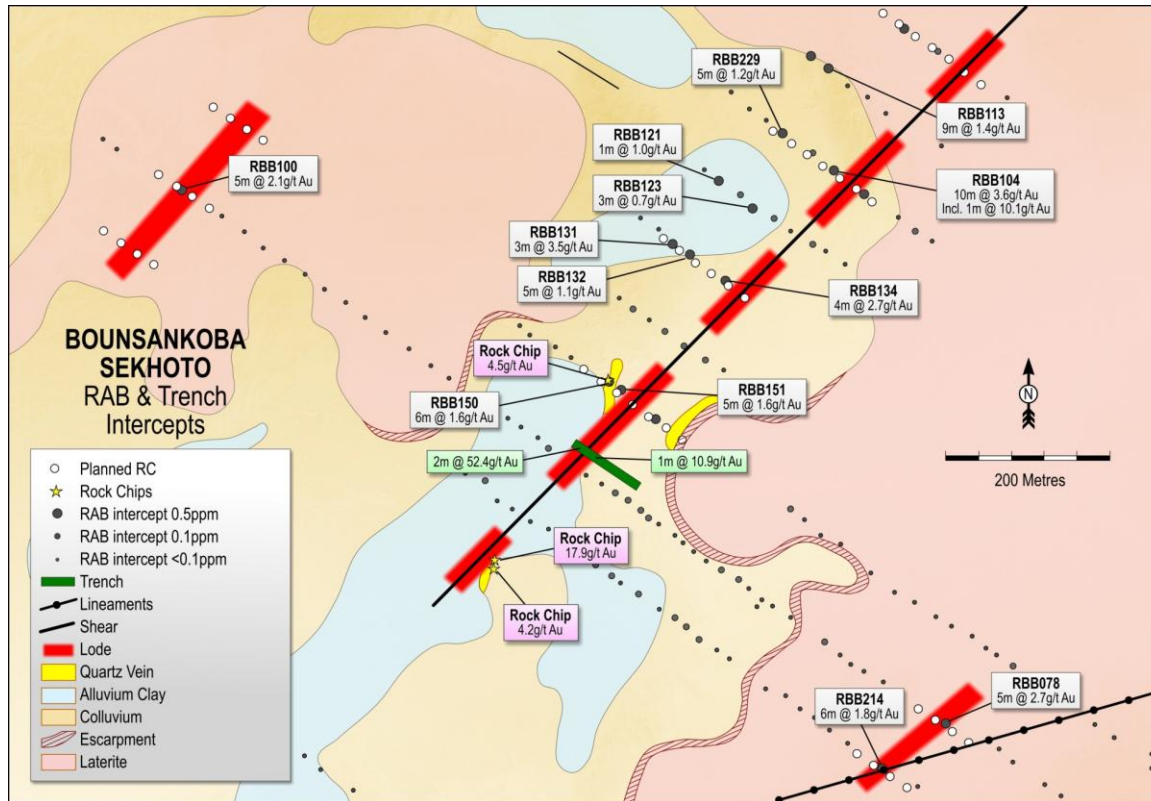 RBB229
5m @ 1.2g/t Au
RBB113
9m @ 1.4g/t Au
RBB121
1m @ 1.0g/t Au
RBB100
5m @ 2.1g/t Au
RBB123
3m @ 0.7g/t Au
RBB104
10m @ 3.6g/t Au
Incl. 1m @ 10.1g/t Au
RBB131
3m @ 3.5g/t Au
RBB132
5m @ 1.1g/t Au
RBB134
4m @ 2.7g/t Au
BOUNSANKOBA
SEKHOTO
RAB & Trench
Intercepts
Rock Chip
4.5g/t Au
RBB150
6m @ 1.6g/t Au
RBB151
5m @ 1.6g/t Au
N
2m @ 52.4g/t Au
1m @ 10.9g/t Au
200 Metres
Planned RC
Rock Chips
RAB intercept 0.5ppm
RAB intercept 0.1ppm
RAB intercept <0.1ppm
Trench
Lineaments
Shear
Lode
Quartz Vein
Alluvium Clay
Colluvium
Escarpment
Laterite
Rock Chip
17.9g/t Au
Rock Chip
4.2g/t Au
RBB214
6m @ 1.8g/t Au
RBB078
5m @ 2.7g/t Au